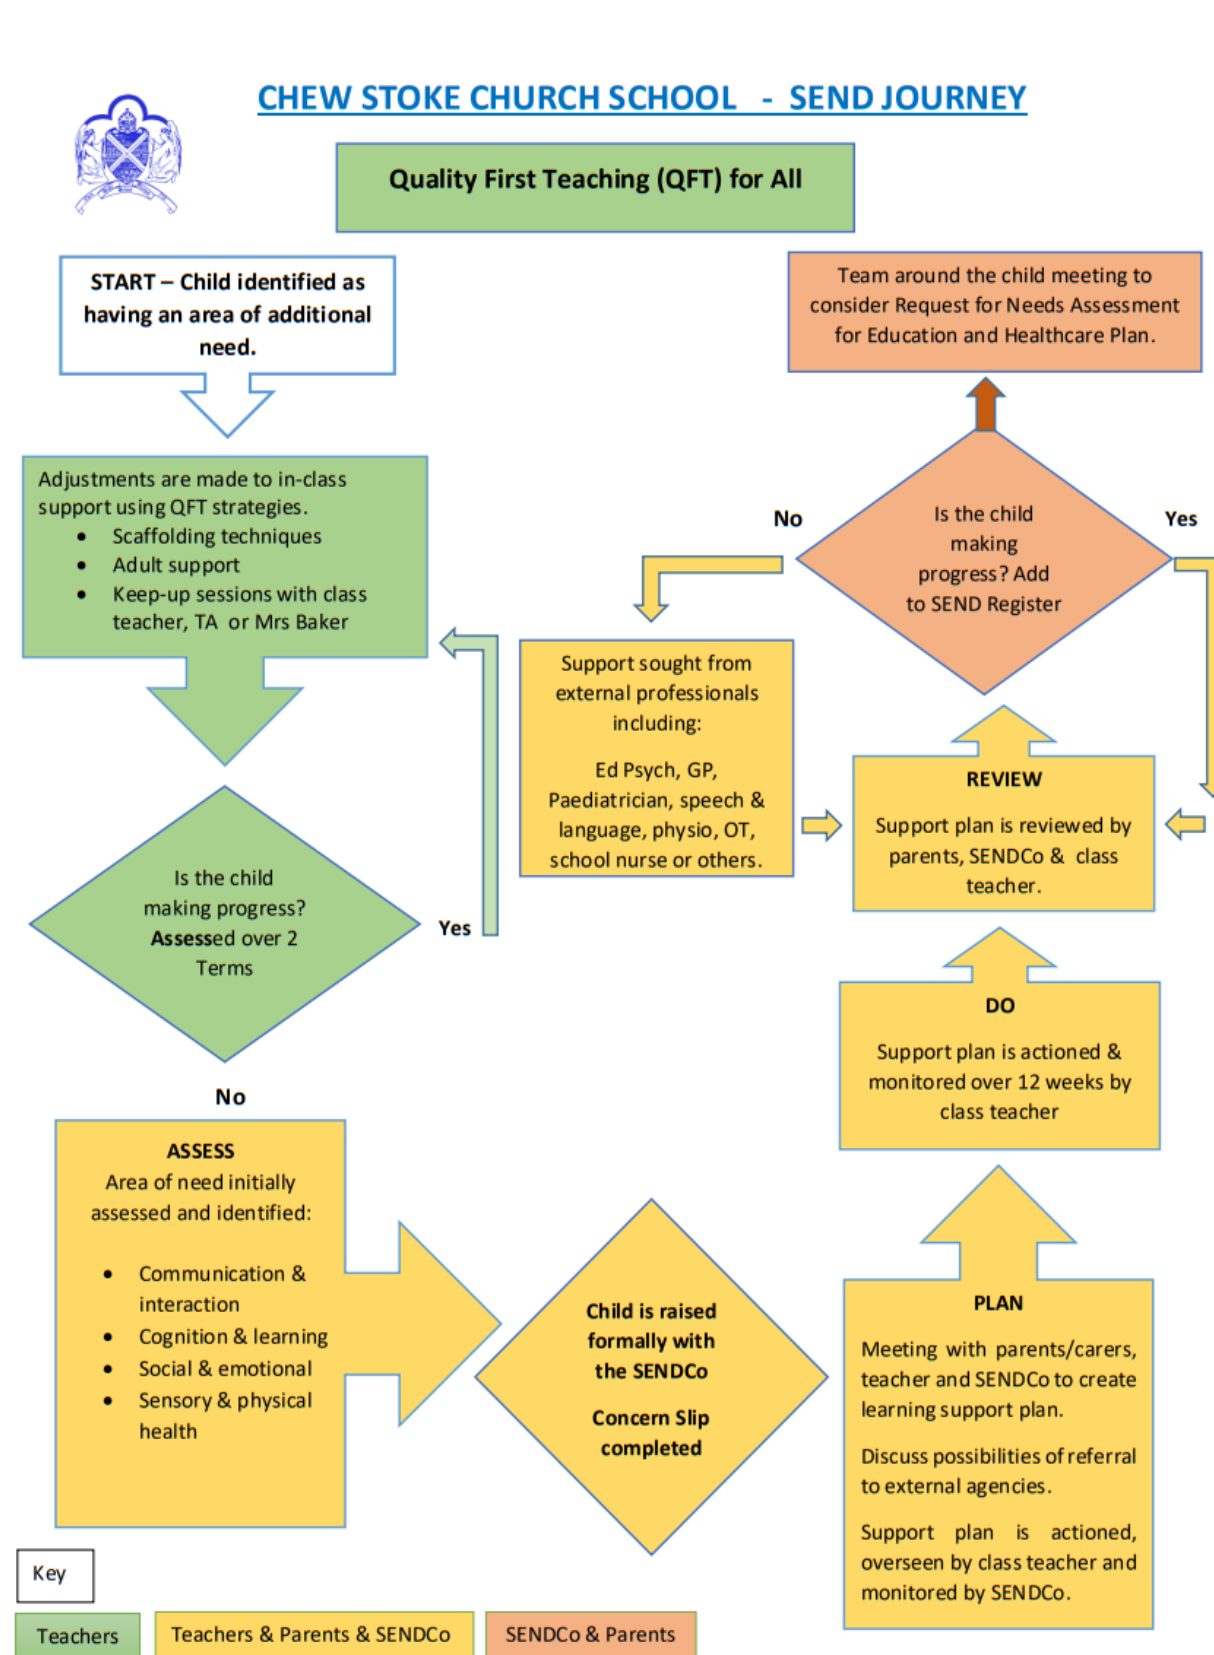 CHEW STOKE CHURCH SCHOOL - SEND JOURNEY
Quality First Teaching (QFT) for All
START – Child identified as
having an area of additional
need.
Adjustments are made to in-class
support using QFT strategies.
• Scaffolding techniques
• Adult support
• Keep-up sessions with class
teacher, TA or Mrs Baker
Is the child
making progress?
Assessed over 2
Terms
Yes
No
ASSESS
Area of need initially
assessed and identified:
• Communication &
interaction
• Cognition & learning
• Social & emotional
• Sensory & physical
health
Child is raised
formally with
the SENDCo
Concern Slip
completed
PLAN
Meeting with parents/carers,
teacher and SENDCo to create
learning support plan.
Discuss possibilities of referral
to external agencies.
Support plan is actioned,
overseen by class teacher and
monitored by SENDCo.
DO
Support plan is actioned &
monitored over 12 weeks by
class teacher
REVIEW
Support plan is reviewed by
parents, SENDCo & class
teacher.
Is the child
making
progress? Add
to SEND Register
No
Yes
Support sought from
external professionals
including:
Ed Psych, GP,
Paediatrician, speech &
language, physio, OT,
school nurse or others.
Team around the child meeting to
consider Request for Needs Assessment
for Education and Healthcare Plan.
Key
Teachers
Teachers & Parents & SENDCo
SENDCo & Parents